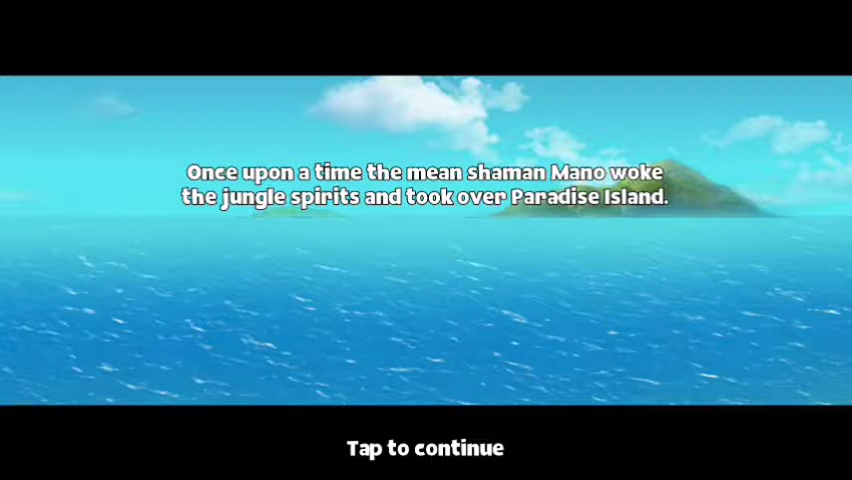 Once upon a time the mean shaman Mano woke
the jungle spirits and took over Paradise Island.
Tap to continue